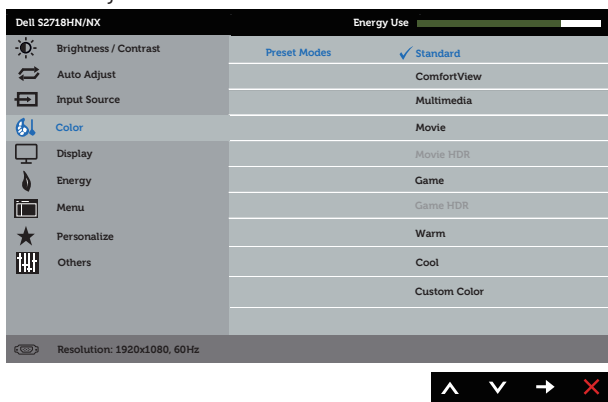 Dell S2718HN/NX Energy Use
Brightness / Contrast Preset Modes Standard
Auto Adjust ComfortView
Input Source Multimedia
Color Movie
Display Movie HDR
Energy Game
Menu Game HDR
Personalize Warm
Others Cool
Custom Color
Resolution: 1920x1080, 60Hz